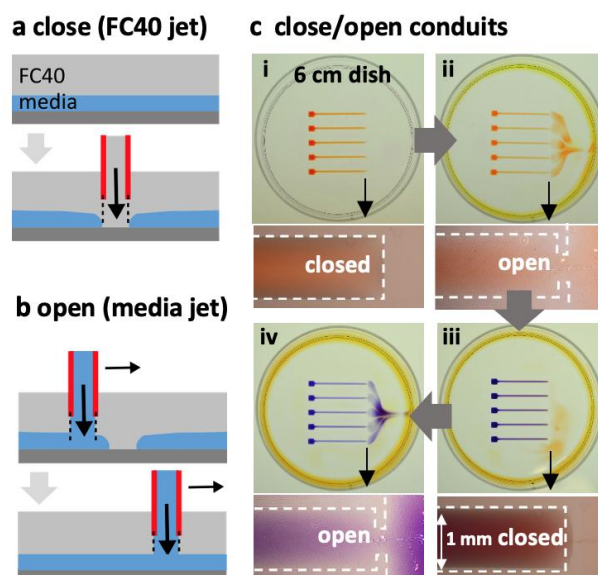 a close (FC40 jet)
FC40
media
b open (media jet)
c close/open conduits
i
6 cm dish
ii
closed
open
iv
iii
open
1 mm closed